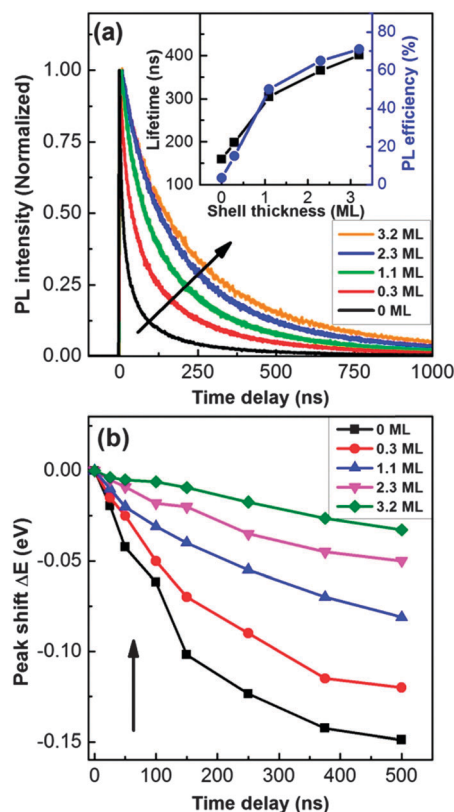 (a)
PL intensity (Normalized)
1.00
0.75
0.50
0.25
0.00
0 250 500 750 1000
Time delay (ns)
Lifetime (ns)
400
300
200
100
0 1 2 3
Shell thickness (ML)
80
70
60
50
40
30
20
10
0
PL efficiency (%)
3.2 ML
2.3 ML
1.1 ML
0.3 ML
0 ML
(b)
Peak shift ΔE (eV)
0.00
-0.05
-0.10
-0.15
0 100 200 300 400 500
Time delay (ns)
0 ML
0.3 ML
1.1 ML
2.3 ML
3.2 ML